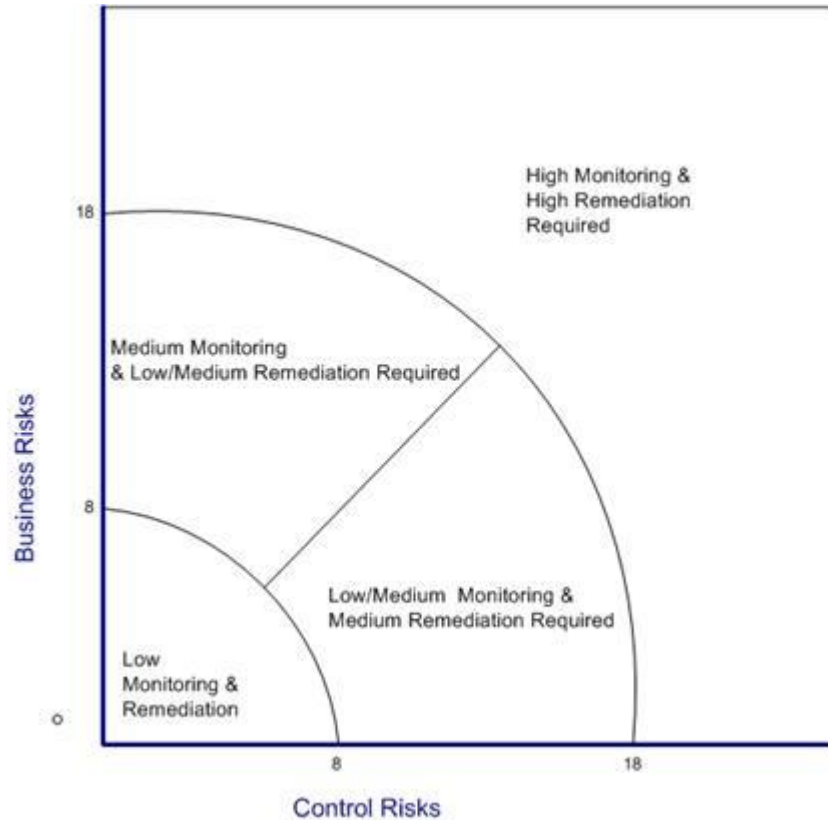 High Monitoring &
High Remediation
Required
18
Medium Monitoring
& Low/Medium Remediation Required
Business Risks
8
Low/Medium  Monitoring &
Medium Remediation Required
Low
Monitoring &
Remediation
8
18
Control Risks